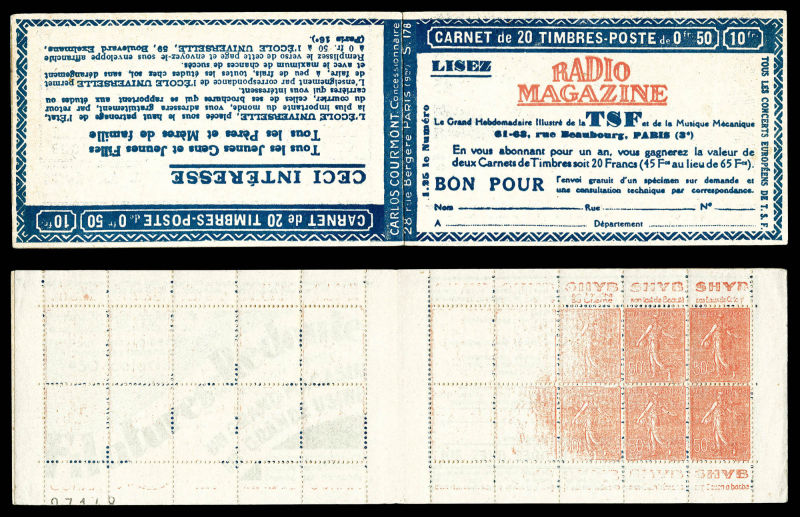 CARNET de 20 TIMBRES-POSTE de 0fr 50 10fr
LISEZ
RADIO
MAGAZINE
Le Grand Hebdomadaire Illustré de la TSF et de la Musique Mécanique
61-63, rue Beaubourg, PARIS (3e)
En vous abonnant pour un an, vous gagnerez la valeur de
deux Carnets de Timbres soit 20 Francs (45 Frs au lieu de 65 Frs).
BON POUR l'envoi gratuit d'un spécimen sur demande et
une consultation technique par correspondance.
Nom Rue N°
A Département
1.25 le Numéro
TOUS LES CONCERTS EUROPÉENS DE T.S.F.
CARLOS COURMONT, Concessionnaire
28 rue Bergère PARIS (9e) S. 178
CARNET de 20 TIMBRES-POSTE de 0fr 50 10fr
CECI INTÉRESSE
Tous les Jeunes Gens et Jeunes Filles
Tous les Pères et Mères de famille
L'ÉCOLE UNIVERSELLE, placée sous le haut patronage de l'État,
la plus importante du monde, vous adressera gratuitement, par retour
du courrier, celles de ses brochures qui se rapportent aux études ou
carrières qui vous intéressent.
L'enseignement par correspondance de l'ÉCOLE UNIVERSELLE permet
de faire, à peu de frais, toutes les études chez soi, sans dérangement
et avec le maximum de chances de succès.
Remplissez le verso de cette page et envoyez-le sous enveloppe affranchie
à 0 fr. 50 à l'ÉCOLE UNIVERSELLE, 59, Boulevard Exelmans,
(Paris 16e).
SHYB SHYB SHYB
SHYB SHYB